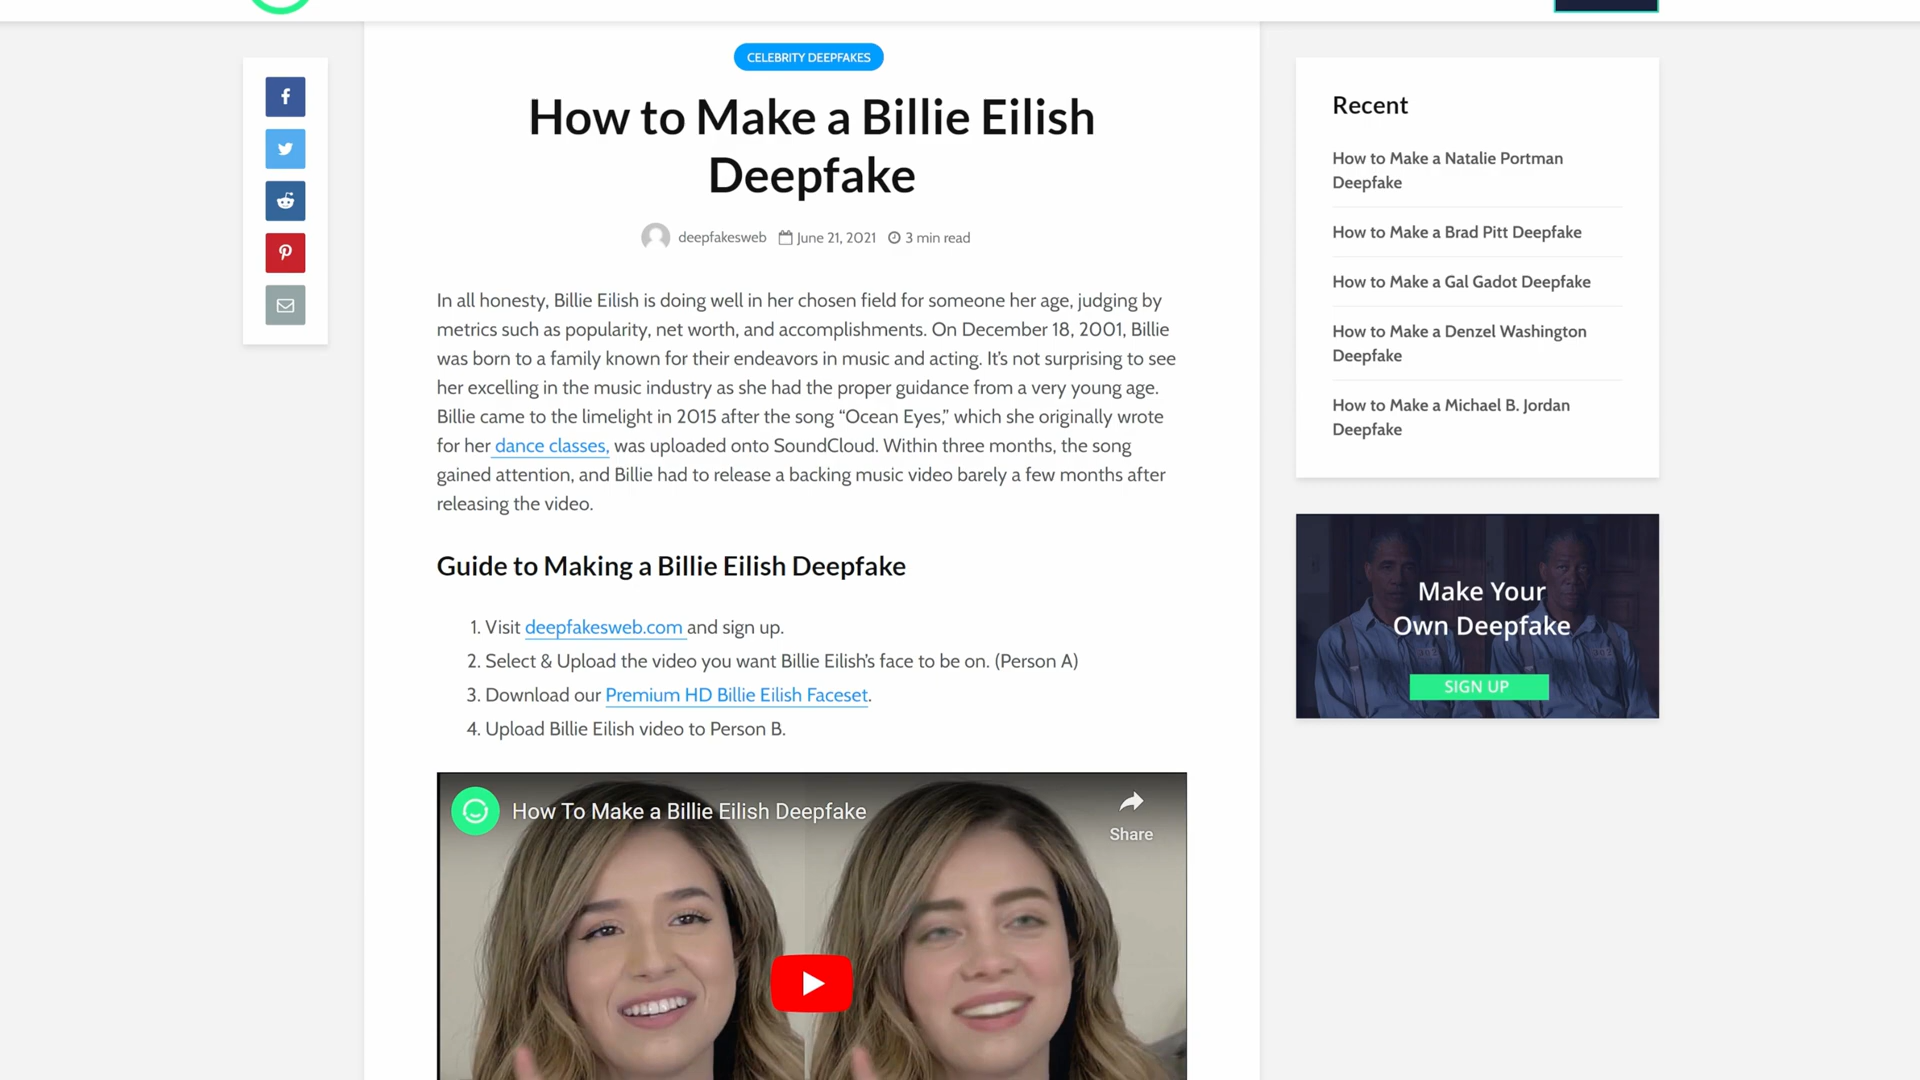 CELEBRITY DEEPFAKES
How to Make a Billie Eilish
Deepfake
deepfakesweb June 21, 2021 3 min read
In all honesty, Billie Eilish is doing well in her chosen field for someone her age, judging by
metrics such as popularity, net worth, and accomplishments. On December 18, 2001, Billie
was born to a family known for their endeavors in music and acting. It's not surprising to see
her excelling in the music industry as she had the proper guidance from a very young age.
Billie came to the limelight in 2015 after the song “Ocean Eyes,” which she originally wrote
for her dance classes, was uploaded onto SoundCloud. Within three months, the song
gained attention, and Billie had to release a backing music video barely a few months after
releasing the video.
Guide to Making a Billie Eilish Deepfake
1. Visit deepfakesweb.com and sign up.
2. Select & Upload the video you want Billie Eilish's face to be on. (Person A)
3. Download our Premium HD Billie Eilish Faceset.
4. Upload Billie Eilish video to Person B.
How To Make a Billie Eilish Deepfake
Share
Recent
How to Make a Natalie Portman
Deepfake
How to Make a Brad Pitt Deepfake
How to Make a Gal Gadot Deepfake
How to Make a Denzel Washington
Deepfake
How to Make a Michael B. Jordan
Deepfake
Make Your
Own Deepfake
SIGN UP